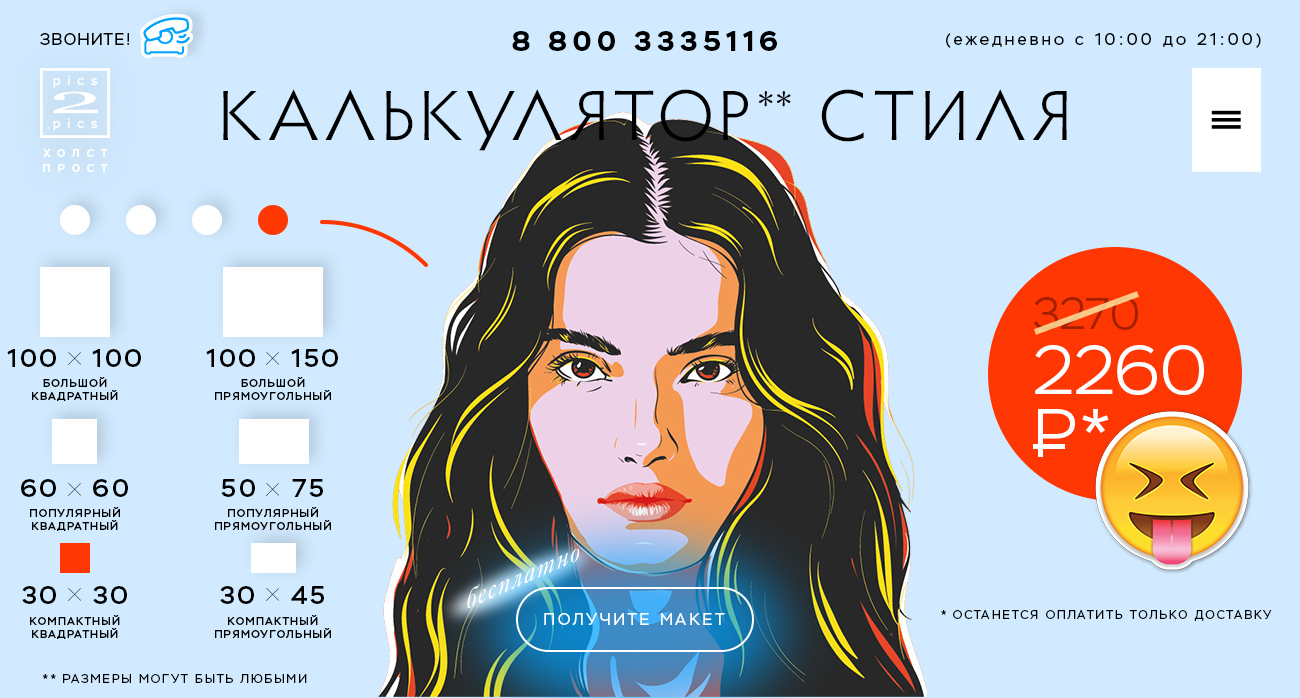 ЗВОНИТЕ!
8 800 3335116
(ежедневно с 10:00 до 21:00)
pics
2
.pics
ХОЛСТ
ПРОСТ
КАЛЬКУЛЯТОР** СТИЛЯ
100 × 100
БОЛЬШОЙ
КВАДРАТНЫЙ
100 × 150
БОЛЬШОЙ
ПРЯМОУГОЛЬНЫЙ
60 × 60
ПОПУЛЯРНЫЙ
КВАДРАТНЫЙ
50 × 75
ПОПУЛЯРНЫЙ
ПРЯМОУГОЛЬНЫЙ
30 × 30
КОМПАКТНЫЙ
КВАДРАТНЫЙ
30 × 45
КОМПАКТНЫЙ
ПРЯМОУГОЛЬНЫЙ
** РАЗМЕРЫ МОГУТ БЫТЬ ЛЮБЫМИ
бесплатно
ПОЛУЧИТЕ МАКЕТ
3270
2260
₽*
* ОСТАНЕТСЯ ОПЛАТИТЬ ТОЛЬКО ДОСТАВКУ